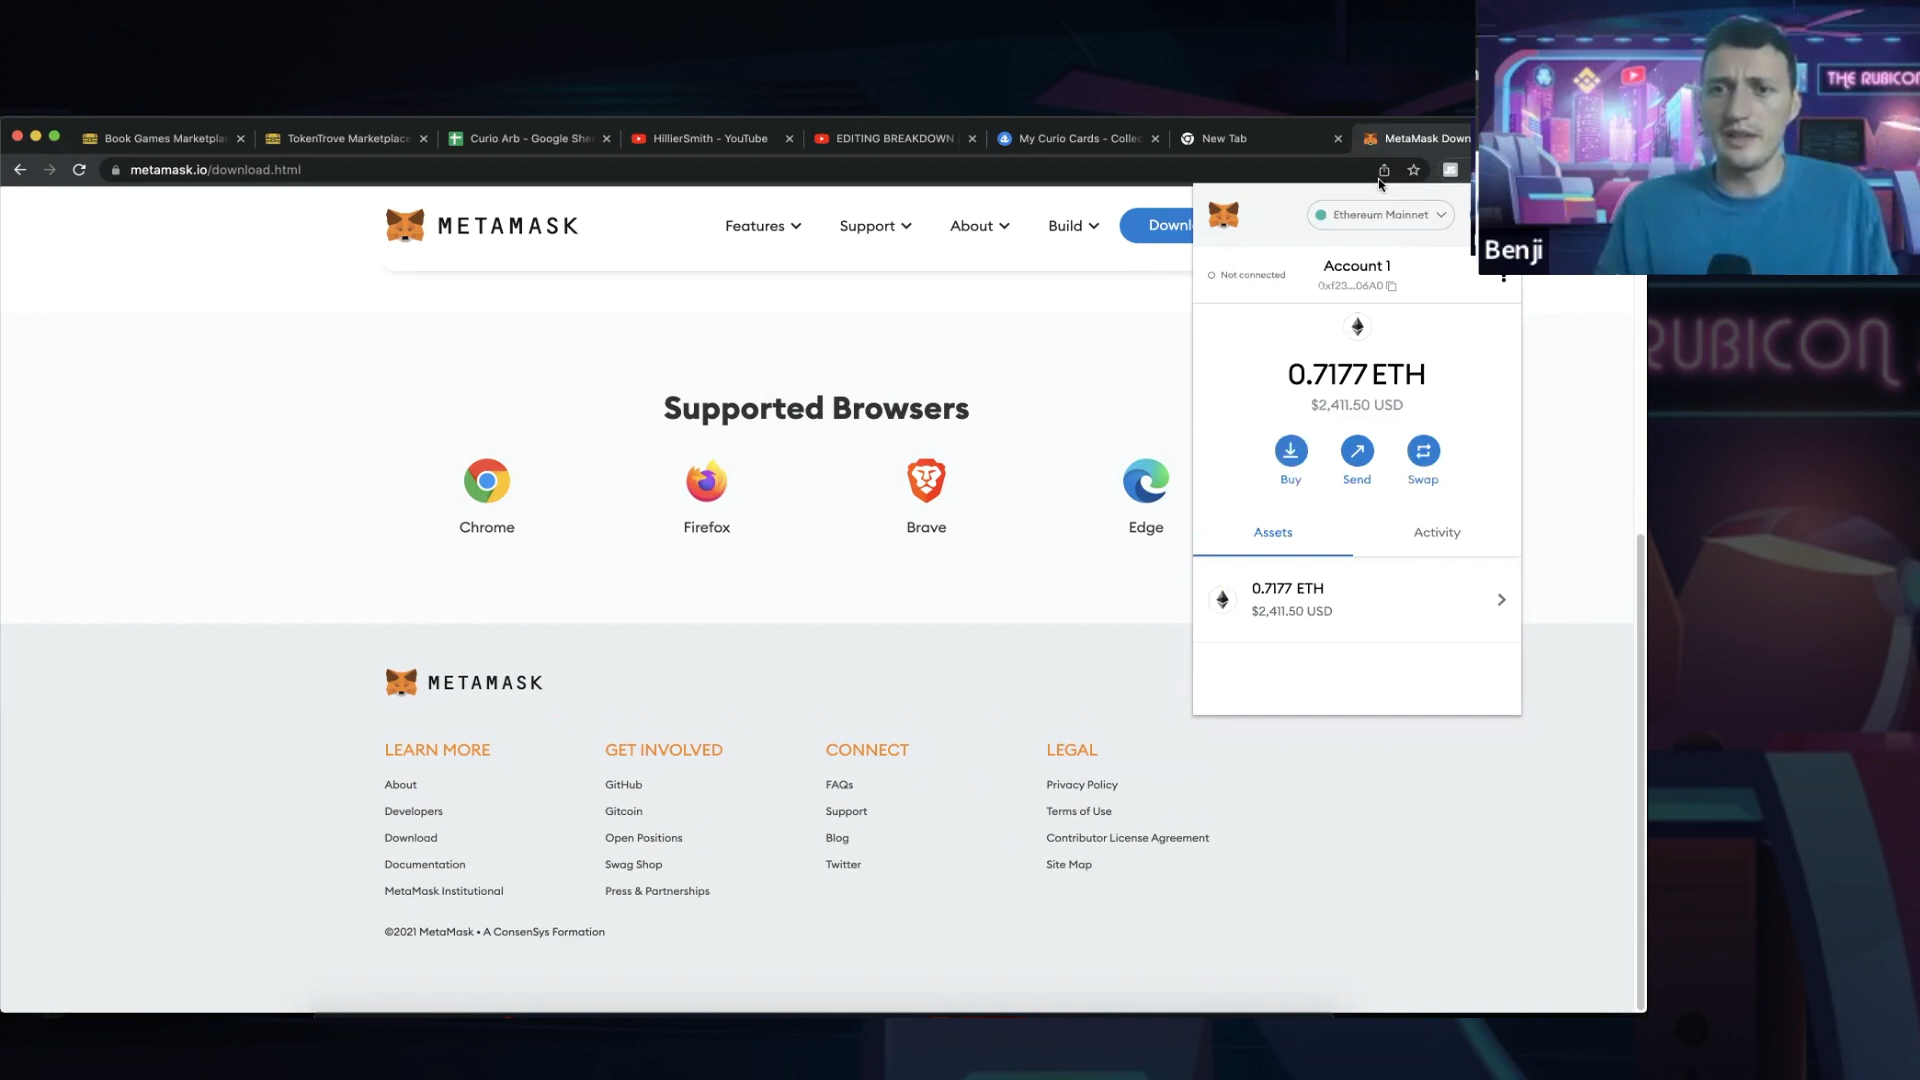 Book Games Marketpla
TokenTrove Marketplace
Curio Arb - Google She
HillierSmith - YouTube
EDITING BREAKDOWN
My Curio Cards - Collec
New Tab
MetaMask Down
metamask.io/download.html
METAMASK
Features
Support
About
Build
Downl
Ethereum Mainnet
Not connected
Account 1
0xf23...06A0
0.7177 ETH
$2,411.50 USD
Buy
Send
Swap
Assets
Activity
0.7177 ETH
$2,411.50 USD
THE RUBICON
Benji
RUBICON
Supported Browsers
Chrome
Firefox
Brave
Edge
METAMASK
LEARN MORE
About
Developers
Download
Documentation
MetaMask Institutional
GET INVOLVED
GitHub
Gitcoin
Open Positions
Swag Shop
Press & Partnerships
CONNECT
FAQs
Support
Blog
Twitter
LEGAL
Privacy Policy
Terms of Use
Contributor License Agreement
Site Map
©2021 MetaMask • A ConsenSys Formation